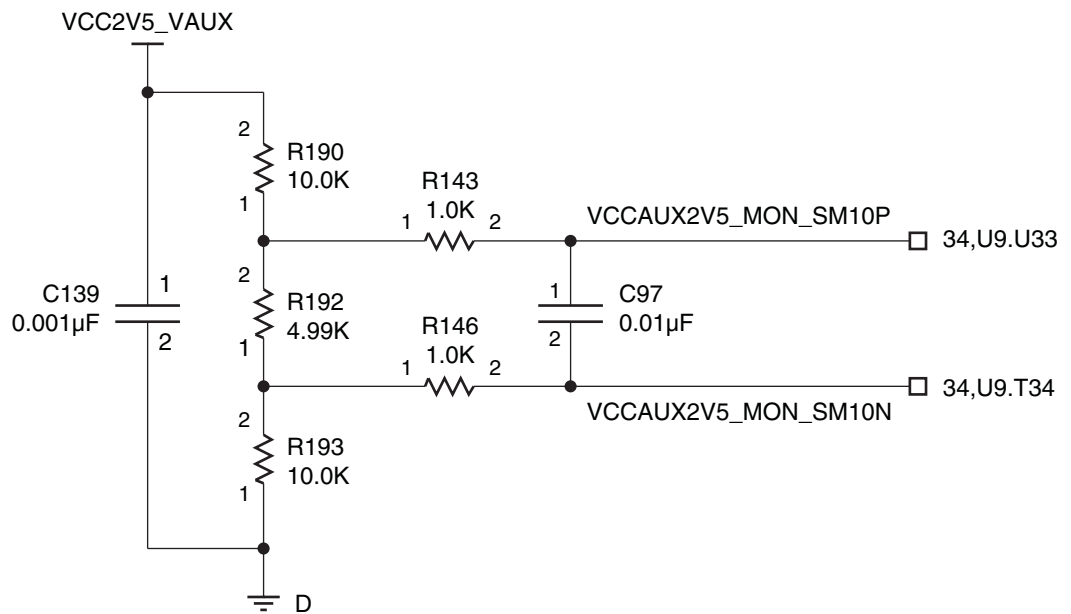 VCC2V5_VAUX
2
R190
10.0K
1
R143
1.0K
1
2
VCCAUX2V5_MON_SM10P
34,U9.U33
C139
0.001µF
1
2
2
R192
4.99K
1
R146
1.0K
1
2
1
C97
0.01µF
2
VCCAUX2V5_MON_SM10N
34,U9.T34
2
R193
10.0K
1
D